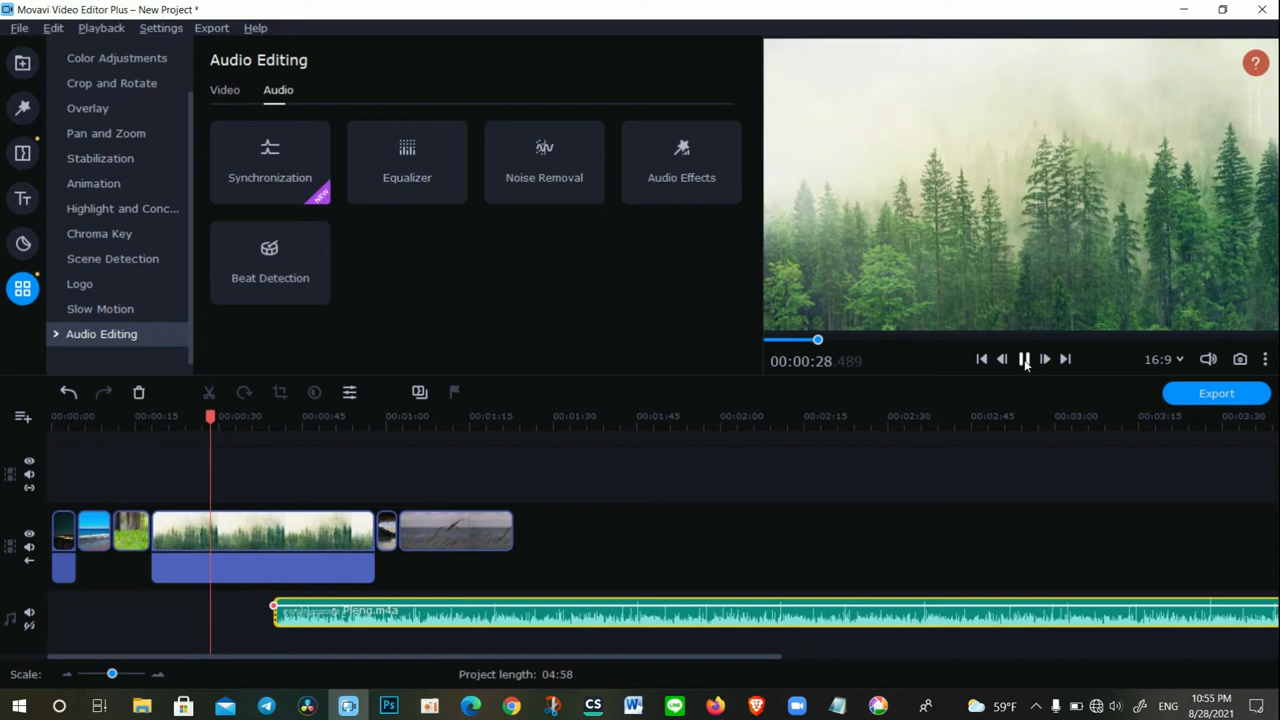 Movavi Video Editor Plus – New Project *
File Edit Playback Settings Export Help
Color Adjustments
Crop and Rotate
Overlay
Pan and Zoom
Stabilization
Animation
Highlight and Conc...
Chroma Key
Scene Detection
Logo
Slow Motion
Audio Editing
Audio Editing
Video Audio
Synchronization
NEW
Equalizer
Noise Removal
Audio Effects
Beat Detection
?
00:00:28.489
16:9
Export
00:00:00 00:00:15 00:00:30 00:00:45 00:01:00 00:01:15 00:01:30 00:01:45 00:02:00 00:02:15 00:02:30 00:02:45 00:03:00 00:03:15 00:03:30
Pleng.m4a
Scale:
Project length: 04:58
Ps
CS
W
59°F
ENG
10:55 PM
8/28/2021